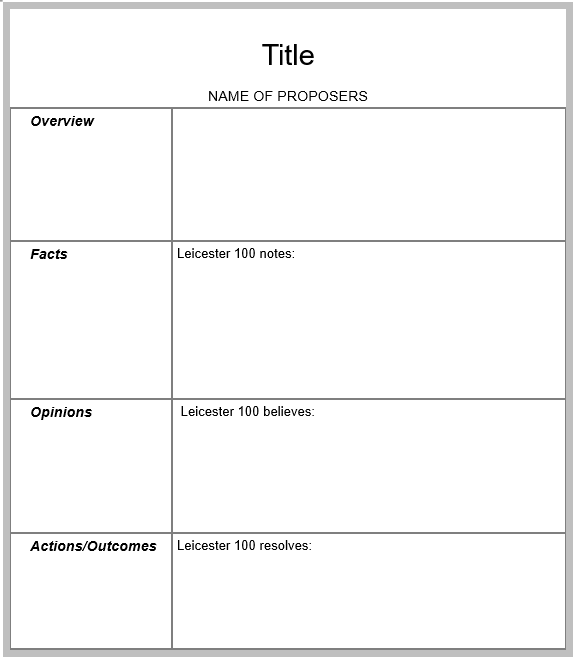 Title
NAME OF PROPOSERS
Overview
Facts
Leicester 100 notes:
Opinions
Leicester 100 believes:
Actions/Outcomes
Leicester 100 resolves: